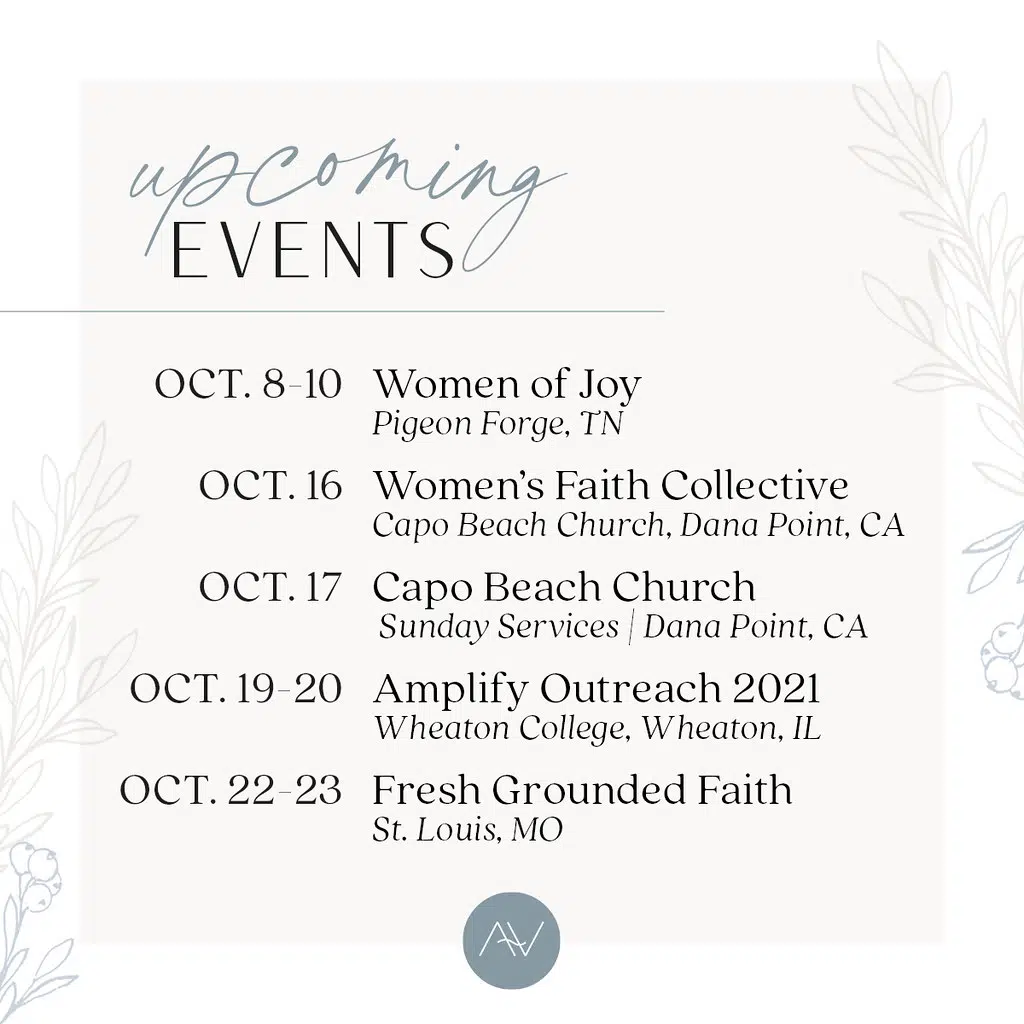 upcoming
EVENTS
OCT. 8-10 Women of Joy
Pigeon Forge, TN
OCT. 16 Women’s Faith Collective
Capo Beach Church, Dana Point, CA
OCT. 17 Capo Beach Church
Sunday Services | Dana Point, CA
OCT. 19-20 Amplify Outreach 2021
Wheaton College, Wheaton, IL
OCT. 22-23 Fresh Grounded Faith
St. Louis, MO
AV